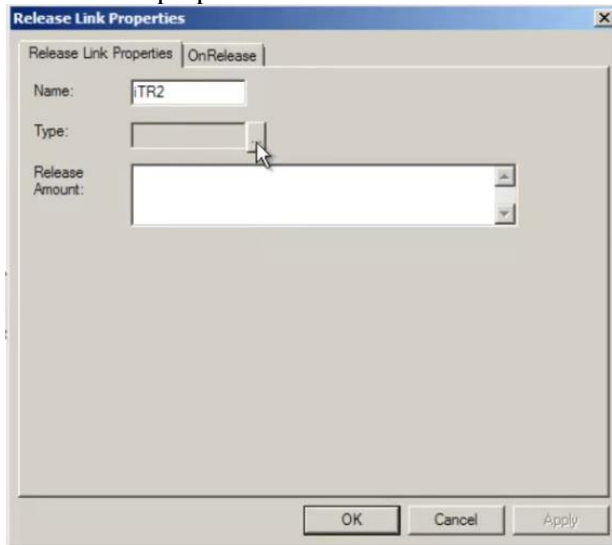 Release Link Properties
Release Link Properties OnRelease
Name: iTR2
Type: ...
Release
Amount:
OK Cancel Apply